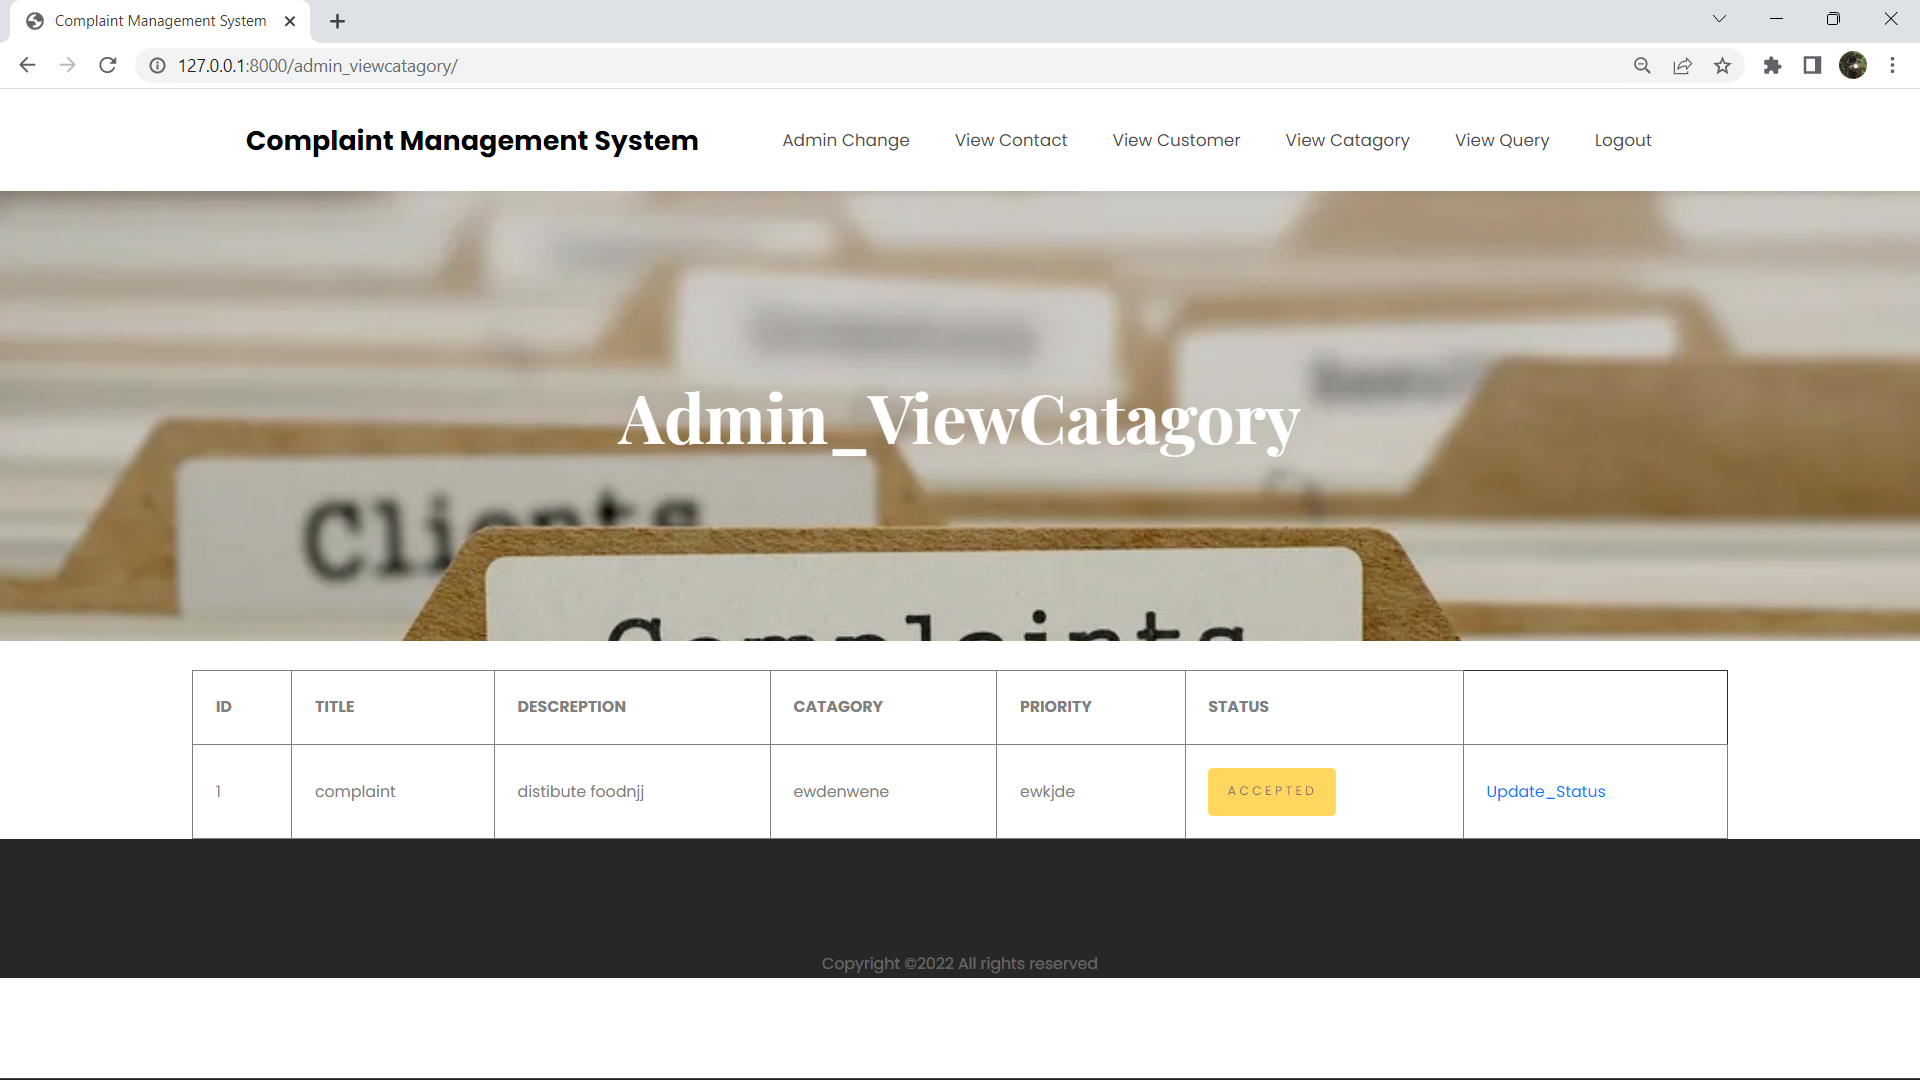 Complaint Management System
127.0.0.1:8000/admin_viewcatagory/
Complaint Management System Admin Change View Contact View Customer View Catagory View Query Logout
Admin_ViewCatagory
Clients
Complaints
ID TITLE DESCREPTION CATAGORY PRIORITY STATUS
1 complaint distibute foodnjj ewdenwene ewkjde ACCEPTED Update_Status
Copyright ©2022 All rights reserved